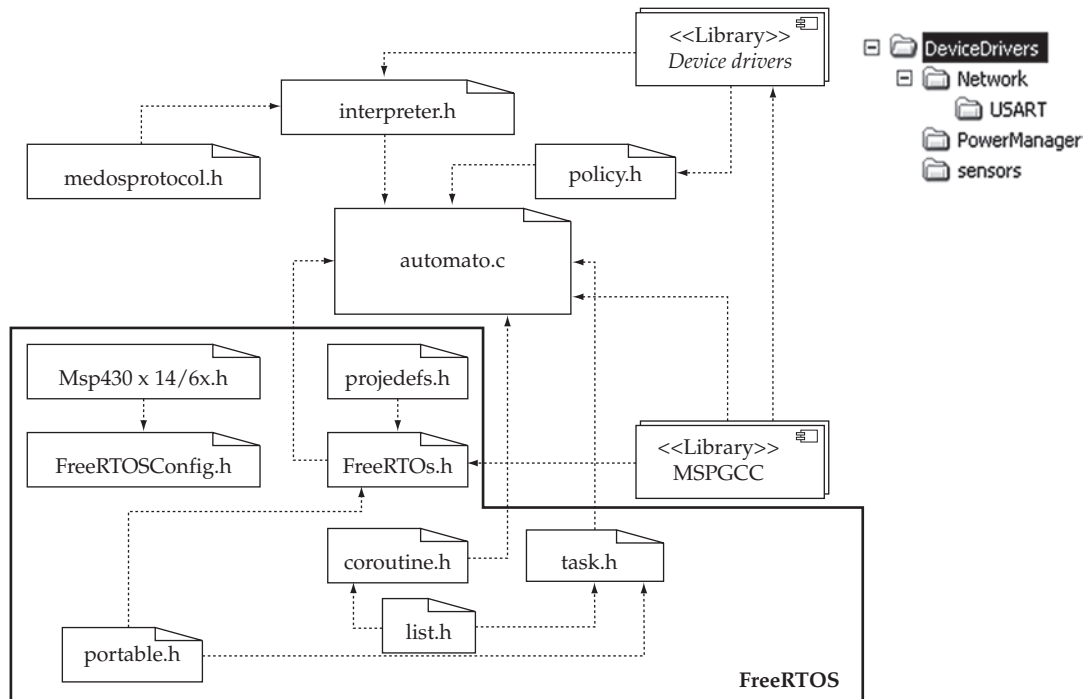 <<Library>>
Device drivers
DeviceDrivers
Network
USART
PowerManager
sensors
interpreter.h
medosprotocol.h
policy.h
automato.c
Msp430 x 14/6x.h
projedefs.h
FreeRTOSConfig.h
FreeRTOs.h
<<Library>>
MSPGCC
coroutine.h
task.h
list.h
portable.h
FreeRTOS